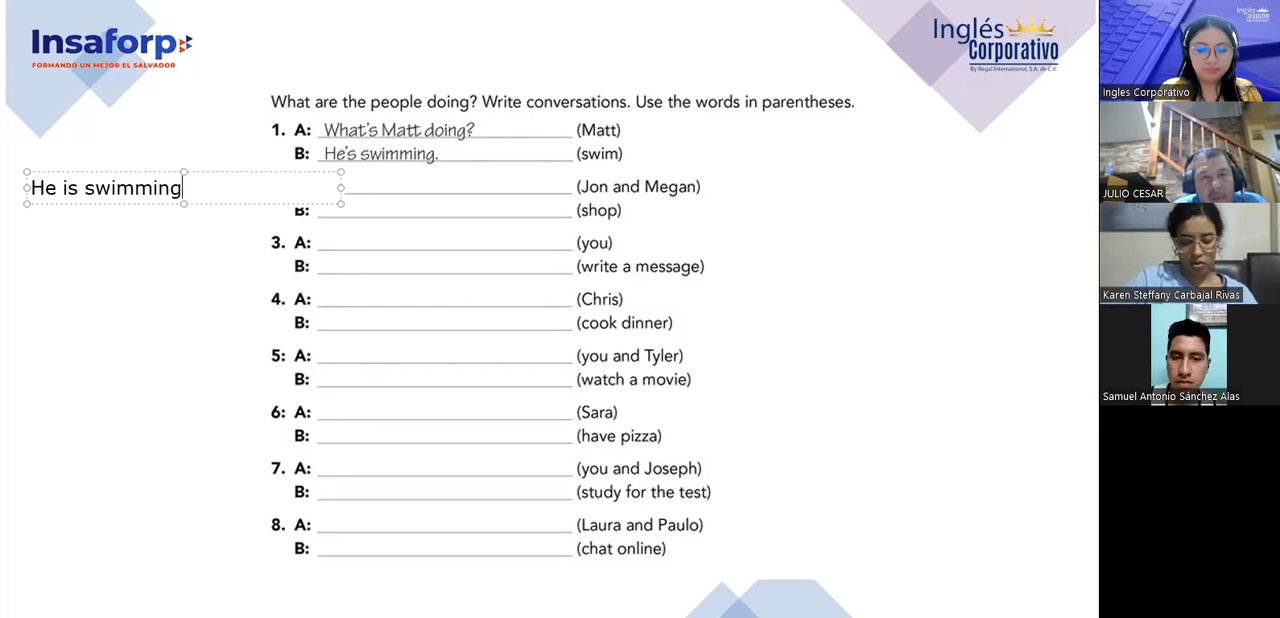 Insaforp
FORMANDO UN MEJOR EL SALVADOR
Inglés
Corporativo
By Regal International, S.A. de C.V.
What are the people doing? Write conversations. Use the words in parentheses.
1. A: What's Matt doing? (Matt)
B: He's swimming. (swim)
He is swimming
(Jon and Megan)
B: (shop)
3. A: (you)
B: (write a message)
4. A: (Chris)
B: (cook dinner)
5: A: (you and Tyler)
B: (watch a movie)
6: A: (Sara)
B: (have pizza)
7. A: (you and Joseph)
B: (study for the test)
8. A: (Laura and Paulo)
B: (chat online)
Ingles Corporativo
JULIO CESAR
Karen Steffany Carbajal Rivas
Samuel Antonio Sánchez Alas